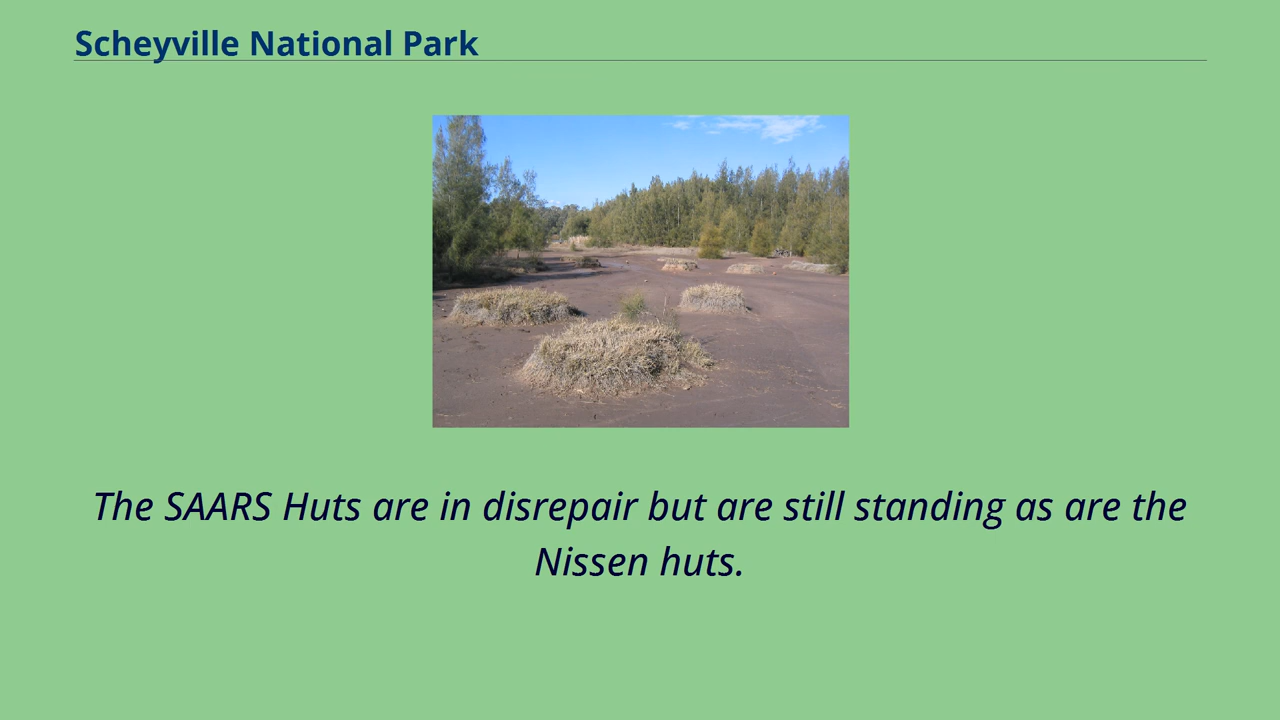 Scheyville National Park
The SAARS Huts are in disrepair but are still standing as are the
Nissen huts.